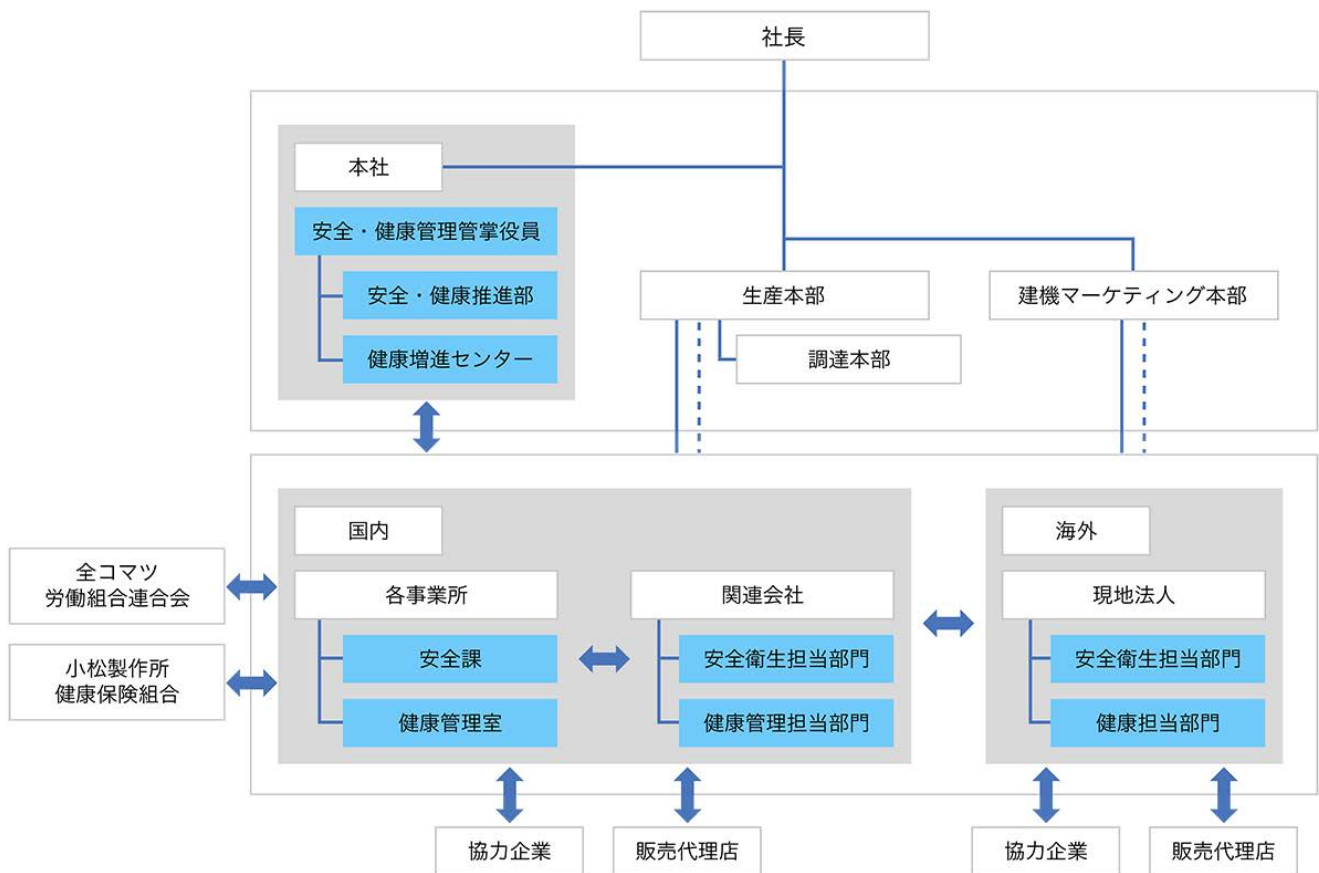 社長
本社
安全・健康管理管掌役員
安全・健康推進部
健康増進センター
生産本部
調達本部
建機マーケティング本部
全コマツ
労働組合連合会
小松製作所
健康保険組合
国内
各事業所
安全課
健康管理室
関連会社
安全衛生担当部門
健康管理担当部門
海外
現地法人
安全衛生担当部門
健康担当部門
協力企業
販売代理店
協力企業
販売代理店